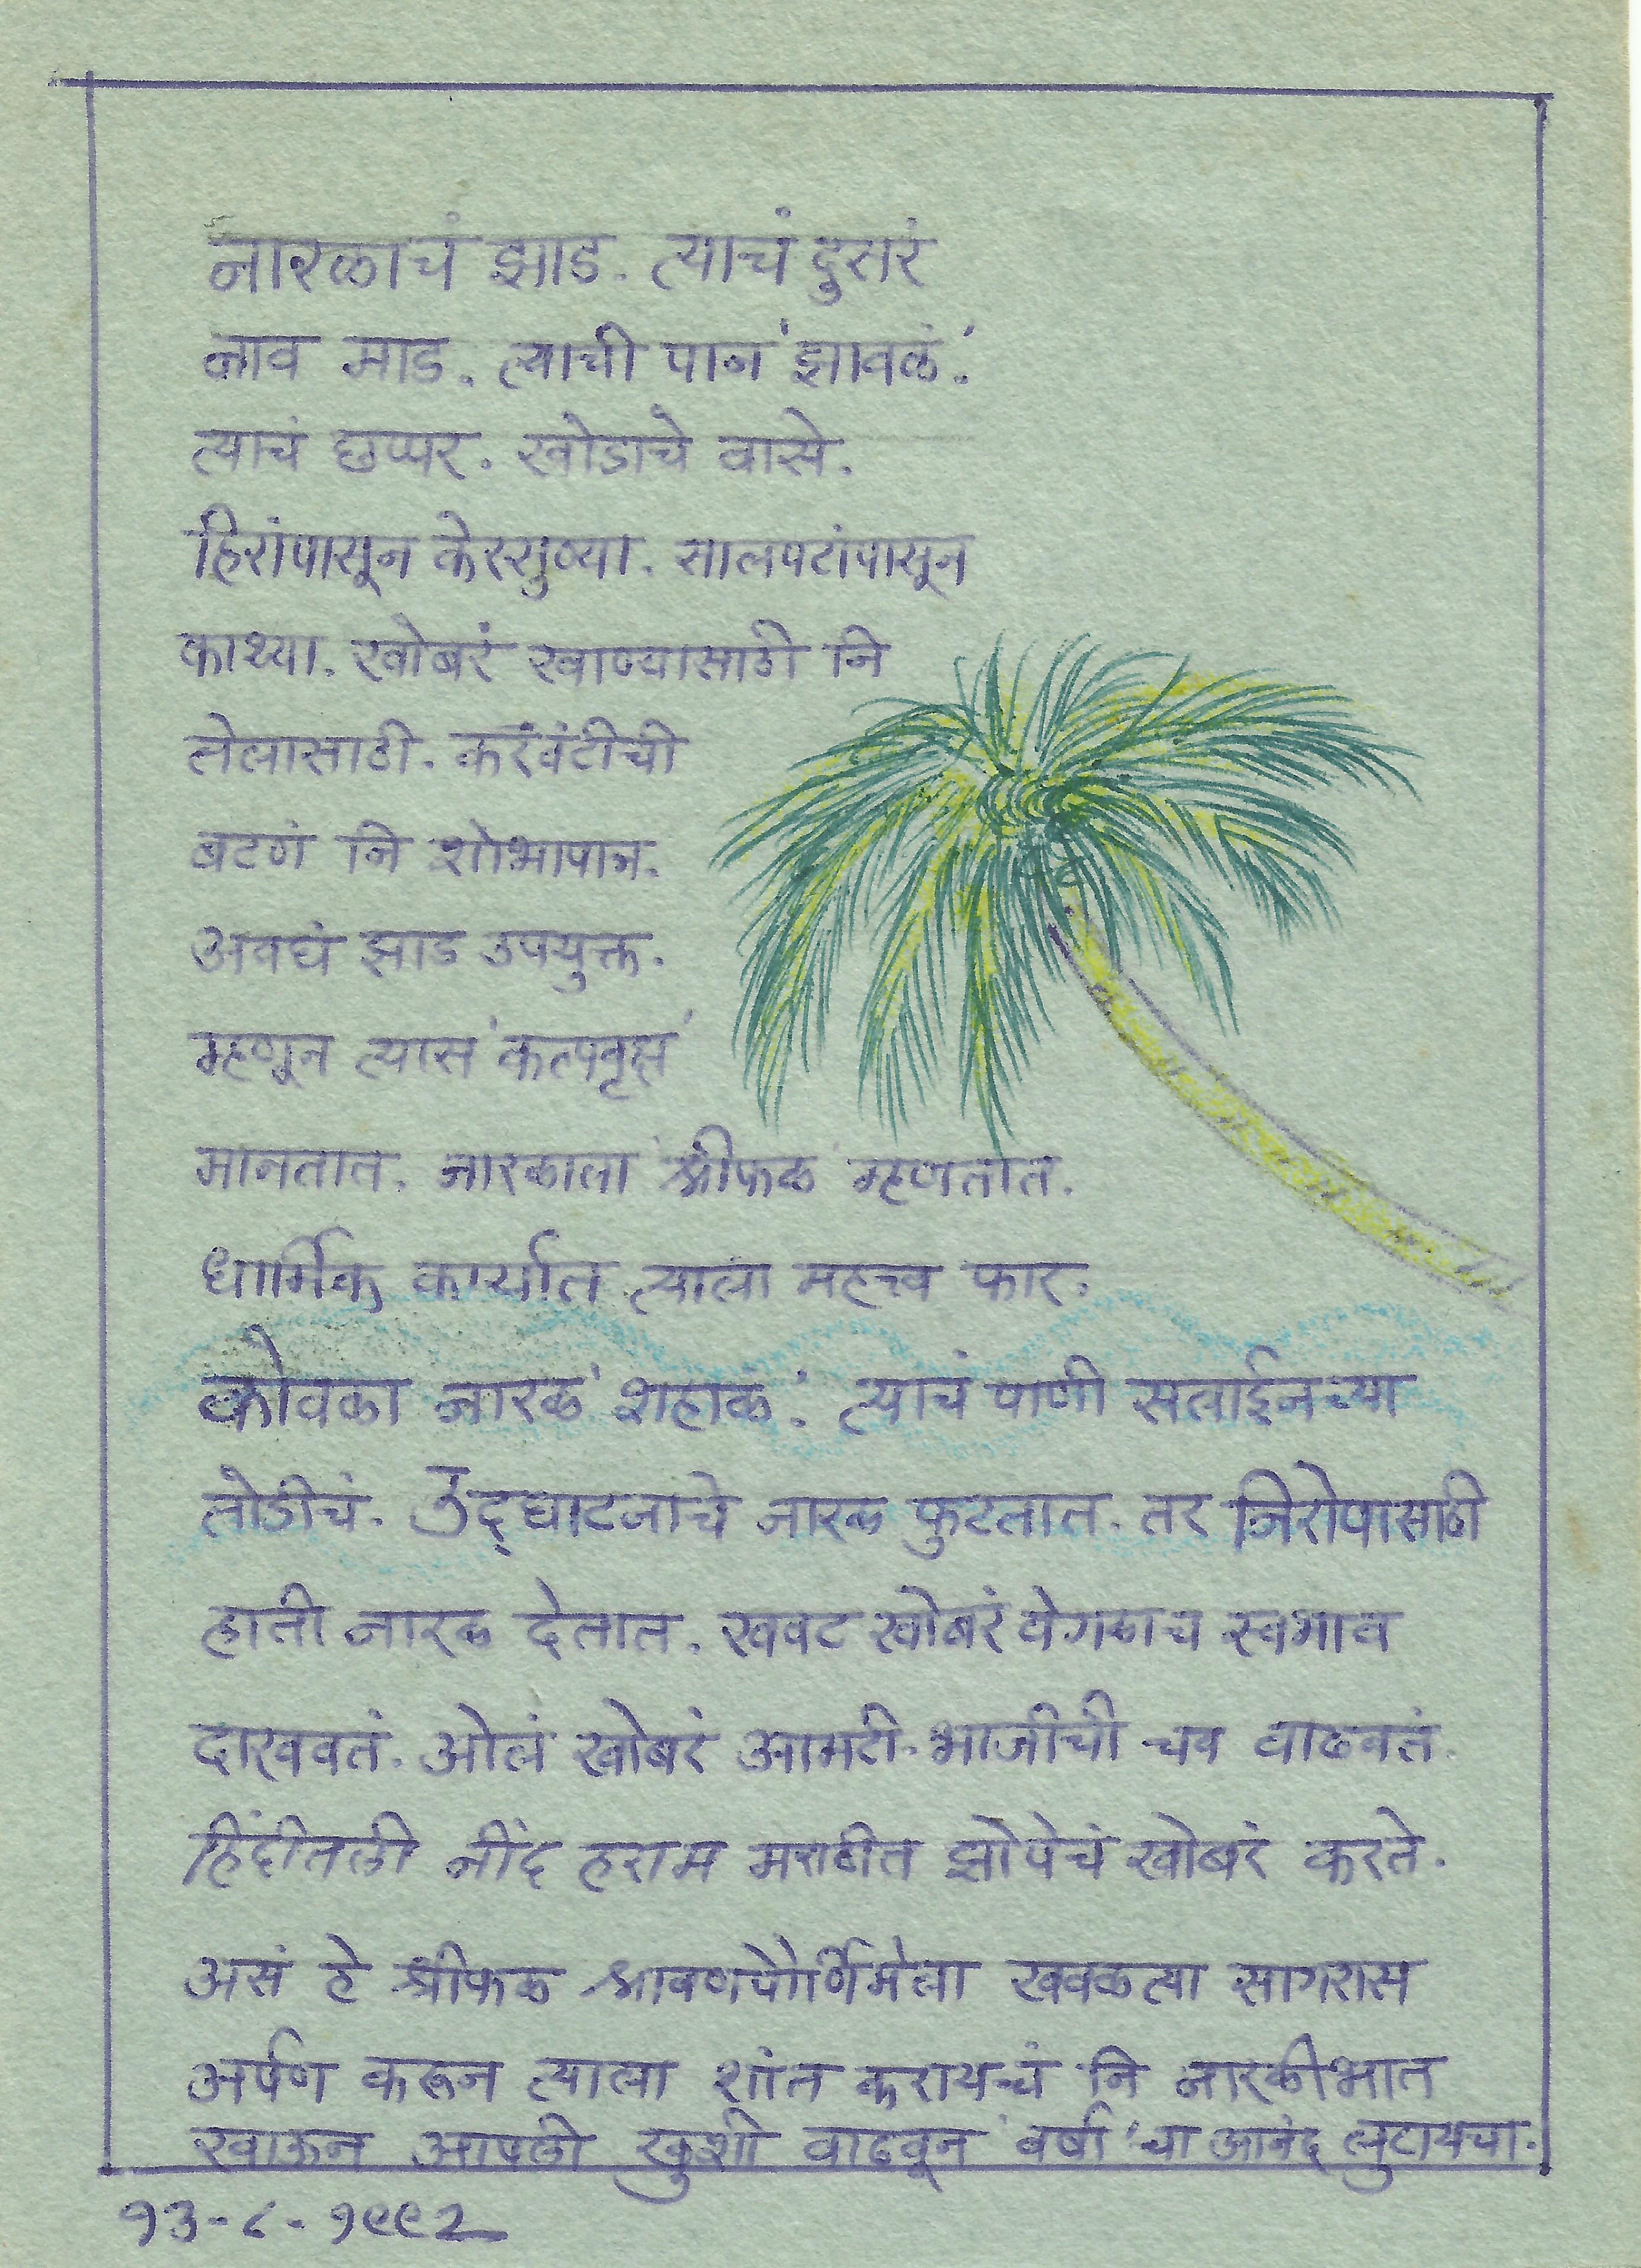 नारळाचं झाड. त्याचं दुसरं
नाव माड. त्याची पानं 'झावळं'.
त्याचं छप्पर. खोडाचे वासे.
हिरांपासून केरसुण्या. सालपटांपासून
काथ्या. खोबरं खाण्यासाठी नि
तेलासाठी. करवंटीची
बटणं नि शोभापात्र.
अवघं झाड उपयुक्त.
म्हणून त्यास 'कल्पवृक्ष'
मानतात. नारळाला 'श्रीफळ' म्हणतात.
धार्मिक कार्यात त्याला महत्त्व फार.
कोवळा नारळ 'शहाळं'. त्याचं पाणी सलाईनच्या
तोडीचं. उद्‌घाटनाचे नारळ फुटतात. तर निरोपासाठी
हाती नारळ देतात. खवट खोबरं वेगळाच स्वभाव
दाखवतं. ओलं खोबरं आमटी-भाजीची चव वाढवतं.
हिंदीतली नींद हराम मराठीत झोपेचं खोबरं करते.
असं हे श्रीफळ श्रावणपौर्णिमेला खवळत्या सागरास
अर्पण करून त्याला शांत करायचं नि नारळीभात
खाऊन आपली खुशी वाढवून 'वर्षा'चा आनंद लुटायचा.
१३-८-१९९२